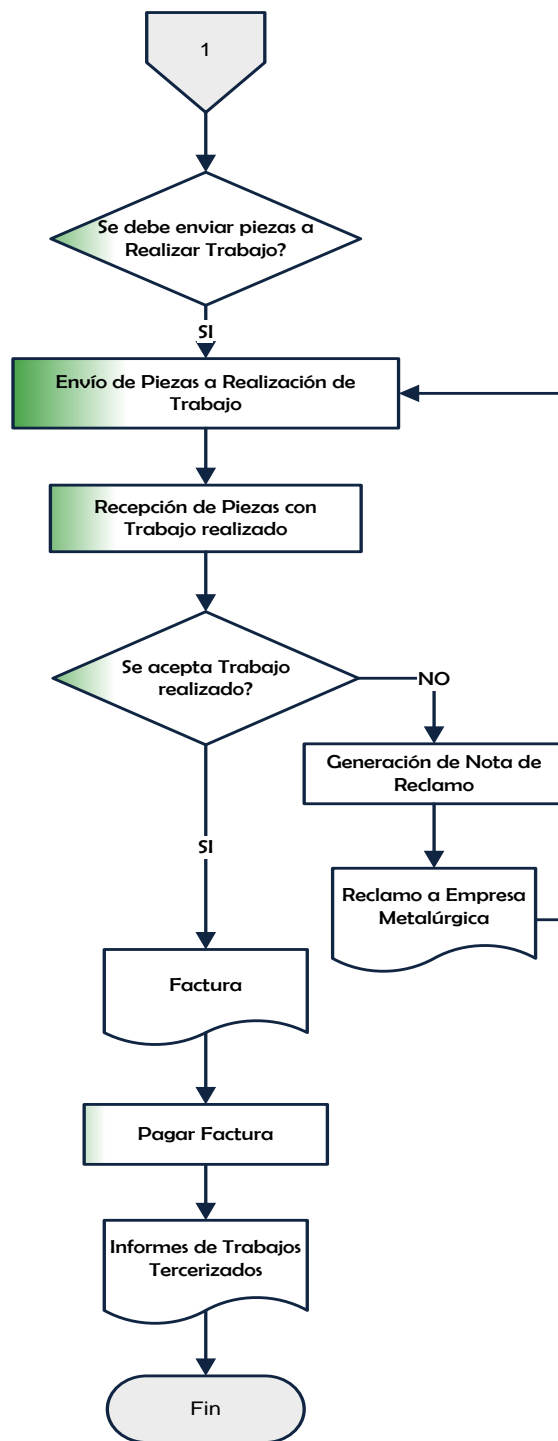 1
Se debe enviar piezas a
Realizar Trabajo?
SI
Envío de Piezas a Realización de
Trabajo
Recepción de Piezas con
Trabajo realizado
Se acepta Trabajo
realizado?
NO
Generación de Nota de
Reclamo
SI
Reclamo a Empresa
Metalúrgica
Factura
Pagar Factura
Informes de Trabajos
Tercerizados
Fin